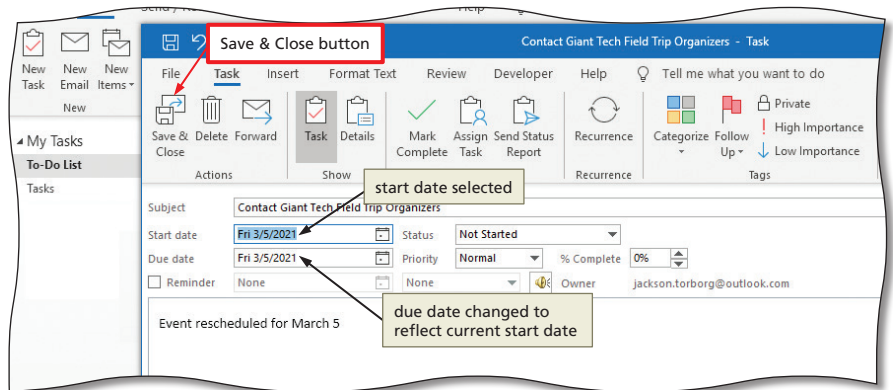 Help
Save & Close button
Contact Giant Tech Field Trip Organizers - Task
New Task
New Email
New Items
New
File Task Insert Format Text Review Developer Help Tell me what you want to do
Save & Close
Delete
Forward
Task
Details
Mark Complete
Assign Task
Send Status Report
Recurrence
Categorize
Follow Up
Private
High Importance
Low Importance
Actions Show Recurrence Tags
My Tasks
To-Do List
Tasks
start date selected
Subject Contact Giant Tech Field Trip Organizers
Start date Fri 3/5/2021 Status Not Started
Due date Fri 3/5/2021 Priority Normal % Complete 0%
Reminder None None Owner jackson.torborg@outlook.com
Event rescheduled for March 5
due date changed to
reflect current start date